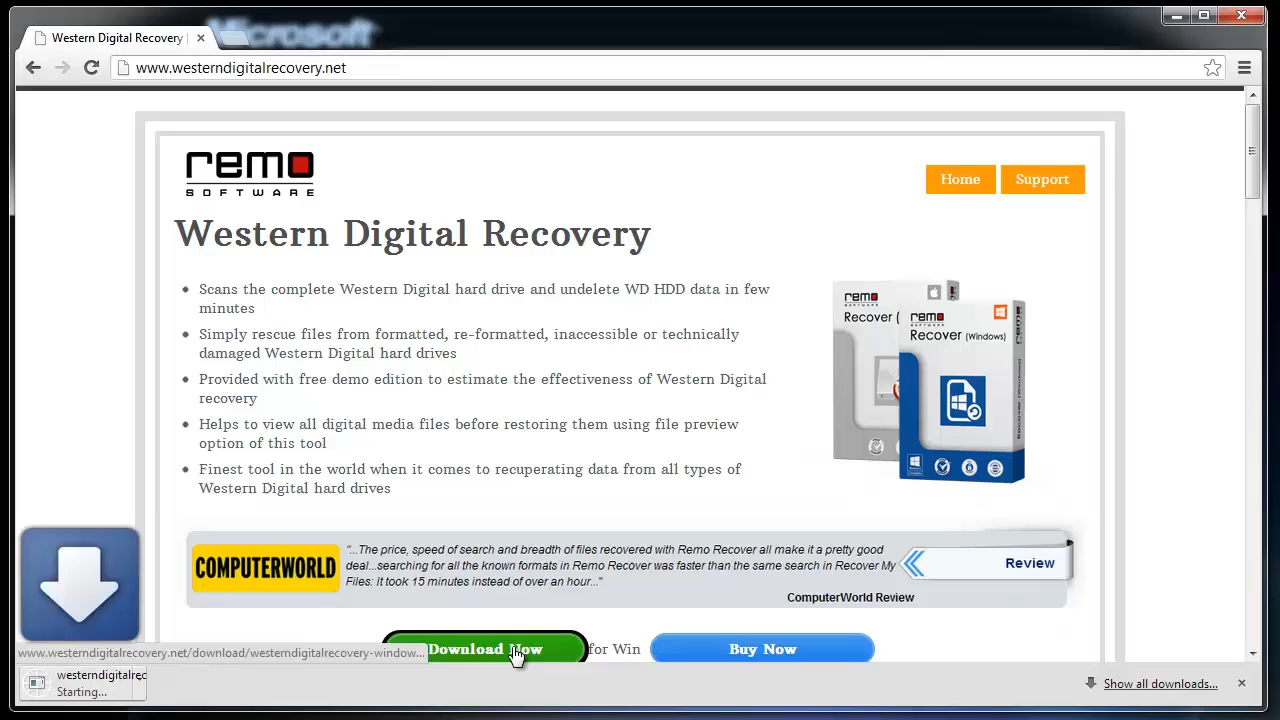 Microsoft
Western Digital Recovery
www.westerndigitalrecovery.net
remo
SOFTWARE
Home
Support
Western Digital Recovery
Scans the complete Western Digital hard drive and undelete WD HDD data in few
minutes
Simply rescue files from formatted, re-formatted, inaccessible or technically
damaged Western Digital hard drives
Provided with free demo edition to estimate the effectiveness of Western Digital
recovery
Helps to view all digital media files before restoring them using file preview
option of this tool
Finest tool in the world when it comes to recuperating data from all types of
Western Digital hard drives
remo
SOFTWARE
Recover (
remo
SOFTWARE
Recover (Windows)
COMPUTERWORLD
"...The price, speed of search and breadth of files recovered with Remo Recover all make it a pretty good
deal...searching for all the known formats in Remo Recover was faster than the same search in Recover My
Files: It took 15 minutes instead of over an hour..."
ComputerWorld Review
Review
Download Now
for Win
Buy Now
www.westerndigitalrecovery.net/download/westerndigitalrecovery-window...
westerndigitalrec
Starting...
Show all downloads...